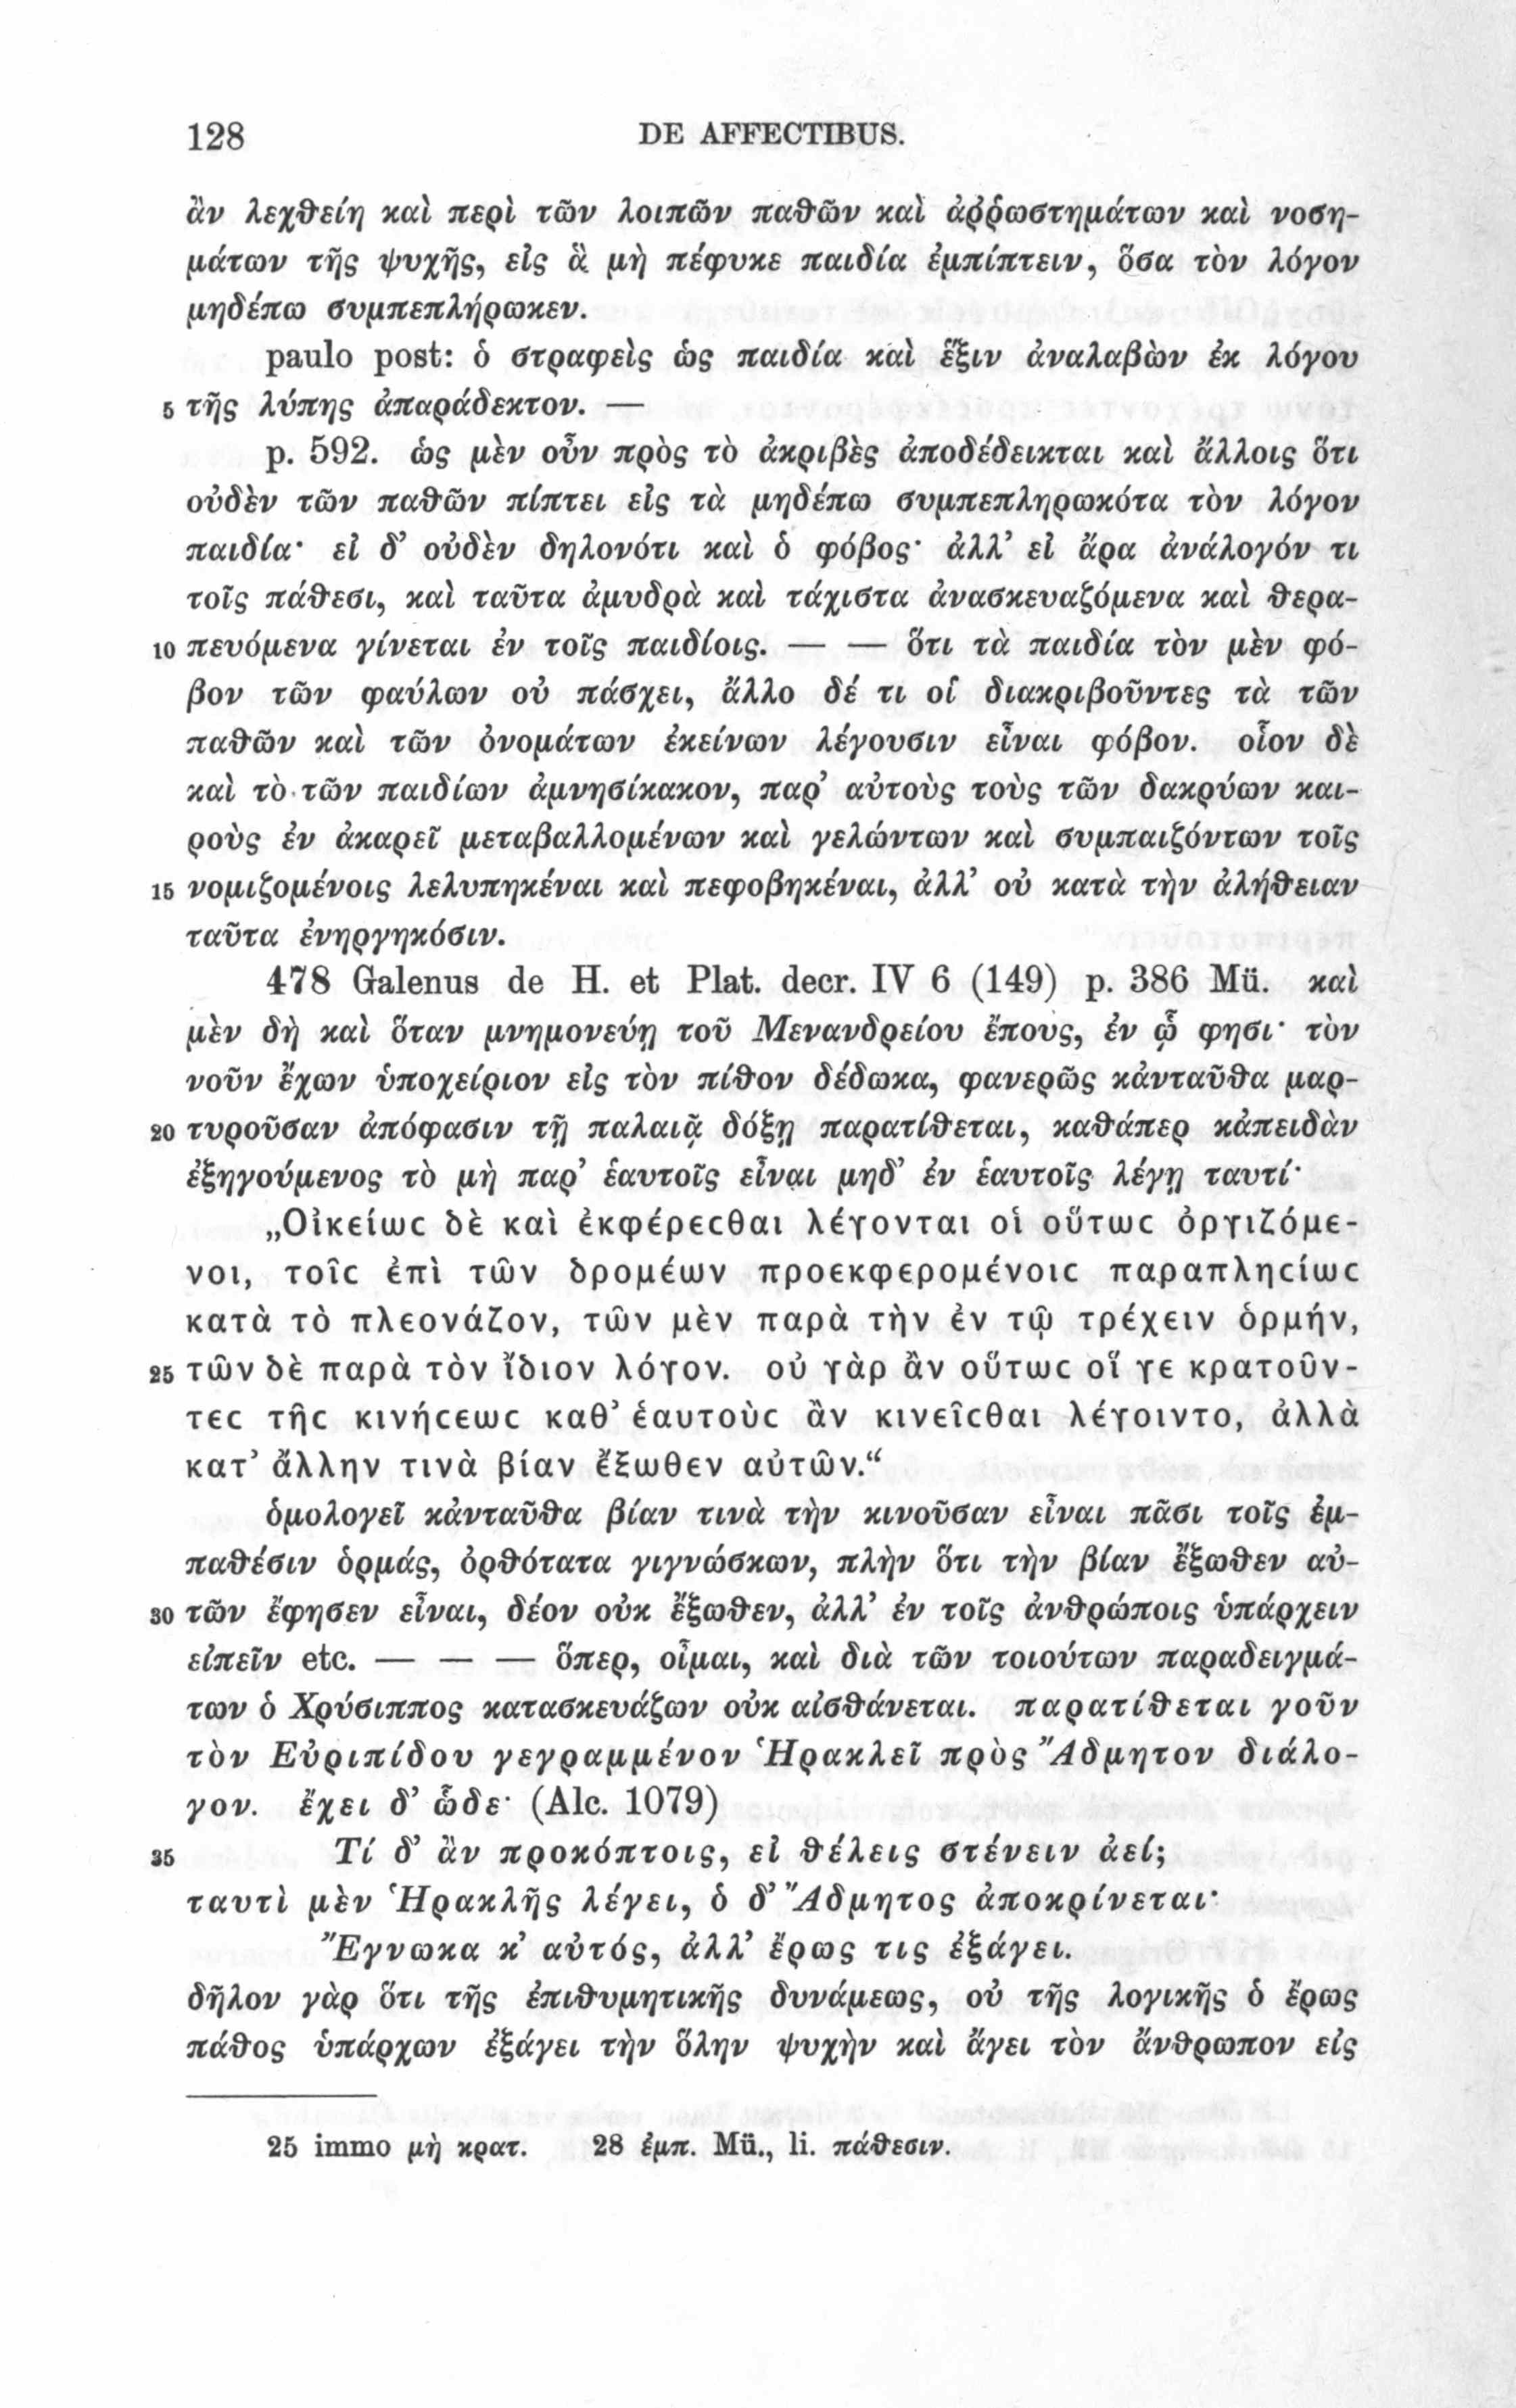 128
DE AFFECTIBUS.
ἂν λεχθείη καὶ περὶ τῶν λοιπῶν παθῶν καὶ ἀῤῥωστημάτων καὶ νοση-
μάτων τῆς ψυχῆς, εἰς ἃ μὴ πέφυκε παιδία ἐμπίπτειν, ὅσα τὸν λόγον
μηδέπω συμπεπλήρωκεν.
paulo post: ὁ στραφεὶς ὡς παιδία καὶ ἕξιν ἀναλαβὼν ἐκ λόγου
5 τῆς λύπης ἀπαράδεκτον. —
p. 592. ὡς μὲν οὖν πρὸς τὸ ἀκριβὲς ἀποδέδεικται καὶ ἄλλοις ὅτι
οὐδὲν τῶν παθῶν πίπτει εἰς τὰ μηδέπω συμπεπληρωκότα τὸν λόγον
παιδία· εἰ δ’ οὐδὲν δηλονότι καὶ ὁ φόβος· ἀλλ’ εἰ ἄρα ἀνάλογόν τι
τοῖς πάθεσι, καὶ ταῦτα ἀμυδρὰ καὶ τάχιστα ἀνασκευαζόμενα καὶ θερα-
10 πευόμενα γίνεται ἐν τοῖς παιδίοις. — — ὅτι τὰ παιδία τὸν μὲν φό-
βον τῶν φαύλων οὐ πάσχει, ἄλλο δέ τι οἱ διακριβοῦντες τὰ τῶν
παθῶν καὶ τῶν ὀνομάτων ἐκείνων λέγουσιν εἶναι φόβον. οἷον δὲ
καὶ τὸ τῶν παιδίων ἀμνησίκακον, παρ’ αὐτοὺς τοὺς τῶν δακρύων και-
ροὺς ἐν ἀκαρεῖ μεταβαλλομένων καὶ γελώντων καὶ συμπαιζόντων τοῖς
15 νομιζομένοις λελυπηκέναι καὶ πεφοβηκέναι, ἀλλ’ οὐ κατὰ τὴν ἀλήθειαν
ταῦτα ἐνηργηκόσιν.
478 Galenus de H. et Plat. decr. IV 6 (149) p. 386 Mü. καὶ
μὲν δὴ καὶ ὅταν μνημονεύῃ τοῦ Μενανδρείου ἔπους, ἐν ᾧ φησι· τὸν
νοῦν ἔχων ὑποχείριον εἰς τὸν πίθον δέδωκα, φανερῶς κἀνταῦθα μαρ-
20 τυροῦσαν ἀπόφασιν τῇ παλαιᾷ δόξῃ παρατίθεται, καθάπερ κἀπειδὰν
ἐξηγούμενος τὸ μὴ παρ’ ἑαυτοῖς εἶναι μηδ’ ἐν ἑαυτοῖς λέγῃ ταυτί·
„Οἰκείωϲ δὲ καὶ ἐκφέρεϲθαι λέγονται οἱ οὕτωϲ ὀργιζόμε-
νοι, τοῖϲ ἐπὶ τῶν δρομέων προεκφερομένοιϲ παραπληϲίωϲ
κατὰ τὸ πλεονάζον, τῶν μὲν παρὰ τὴν ἐν τῷ τρέχειν ὁρμήν,
25 τῶν δὲ παρὰ τὸν ἴδιον λόγον. οὐ γὰρ ἂν οὕτωϲ οἵ γε κρατοῦν-
τεϲ τῆϲ κινήϲεωϲ καθ’ ἑαυτοὺϲ ἂν κινεῖϲθαι λέγοιντο, ἀλλὰ
κατ’ ἄλλην τινὰ βίαν ἔξωθεν αὐτῶν.“
ὁμολογεῖ κἀνταῦθα βίαν τινὰ τὴν κινοῦσαν εἶναι πᾶσι τοῖς ἐμ-
παθέσιν ὁρμάς, ὀρθότατα γιγνώσκων, πλὴν ὅτι τὴν βίαν ἔξωθεν αὐ-
30 τῶν ἔφησεν εἶναι, δέον οὐκ ἔξωθεν, ἀλλ’ ἐν τοῖς ἀνθρώποις ὑπάρχειν
εἰπεῖν etc. — — — ὅπερ, οἶμαι, καὶ διὰ τῶν τοιούτων παραδειγμά-
των ὁ Χρύσιππος κατασκευάζων οὐκ αἰσθάνεται. παρατίθεται γοῦν
τὸν Εὐριπίδου γεγραμμένον Ἡρακλεῖ πρὸς Ἄδμητον διάλο-
γον. ἔχει δ’ ὧδε· (Alc. 1079)
35 Τί δ’ ἂν προκόπτοις, εἰ θέλεις στένειν ἀεί;
ταυτὶ μὲν Ἡρακλῆς λέγει, ὁ δ’ Ἄδμητος ἀποκρίνεται·
Ἔγνωκα κ’ αὐτός, ἀλλ’ ἔρως τις ἐξάγει.
δῆλον γὰρ ὅτι τῆς ἐπιθυμητικῆς δυνάμεως, οὐ τῆς λογικῆς ὁ ἔρως
πάθος ὑπάρχων ἐξάγει τὴν ὅλην ψυχὴν καὶ ἄγει τὸν ἄνθρωπον εἰς
25 immo μὴ κρατ. 28 ἐμπ. Mü., li. πάθεσιν.